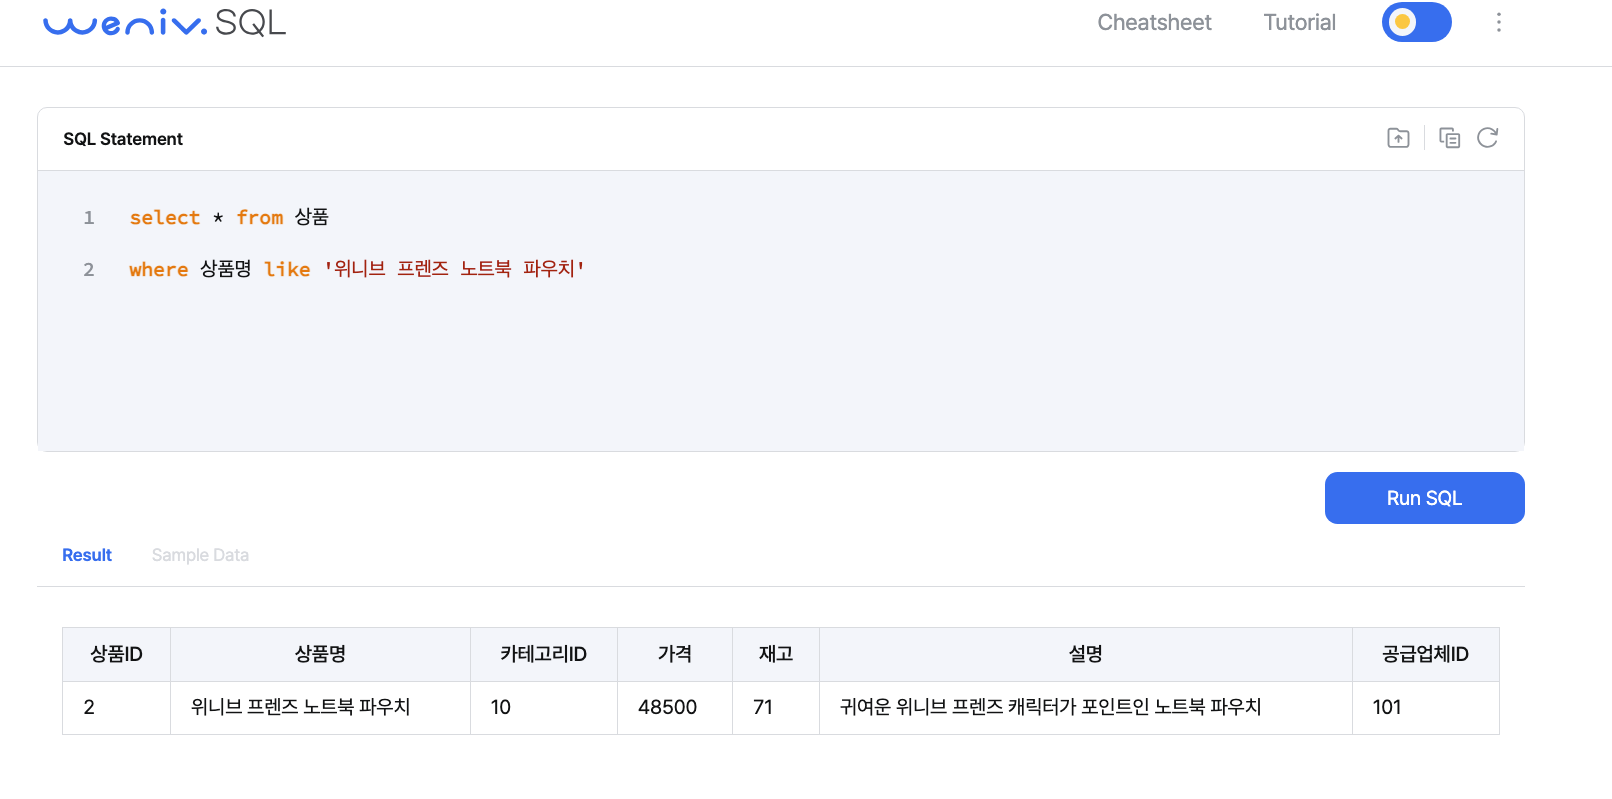 weniv.SQL Cheatsheet Tutorial
SQL Statement
1 select * from 상품
2 where 상품명 like '위니브 프렌즈 노트북 파우치'
Run SQL
Result Sample Data
상품ID 상품명 카테고리ID 가격 재고 설명 공급업체ID
2 위니브 프렌즈 노트북 파우치 10 48500 71 귀여운 위니브 프렌즈 캐릭터가 포인트인 노트북 파우치 101